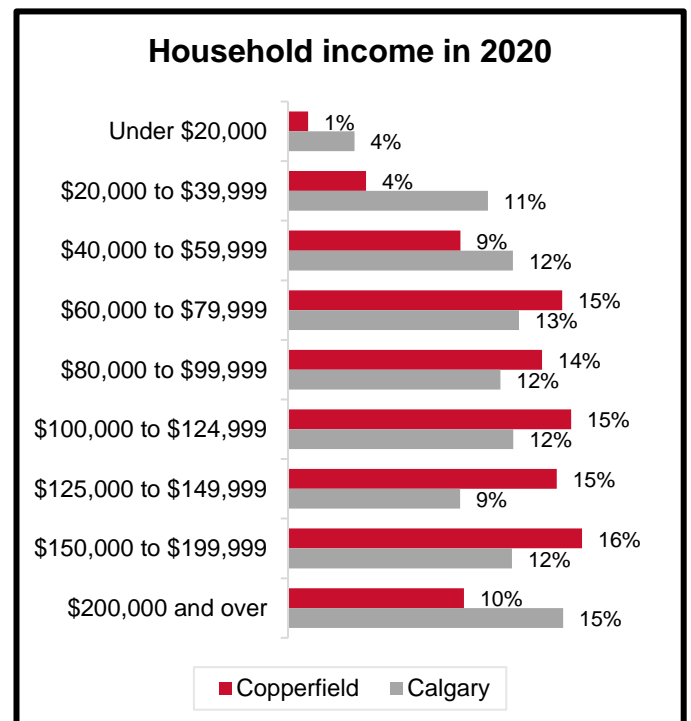 Household income in 2020
Under $20,000
1%
4%
$20,000 to $39,999
4%
11%
$40,000 to $59,999
9%
12%
$60,000 to $79,999
15%
13%
$80,000 to $99,999
14%
12%
$100,000 to $124,999
15%
12%
$125,000 to $149,999
15%
9%
$150,000 to $199,999
16%
12%
$200,000 and over
10%
15%
Copperfield Calgary